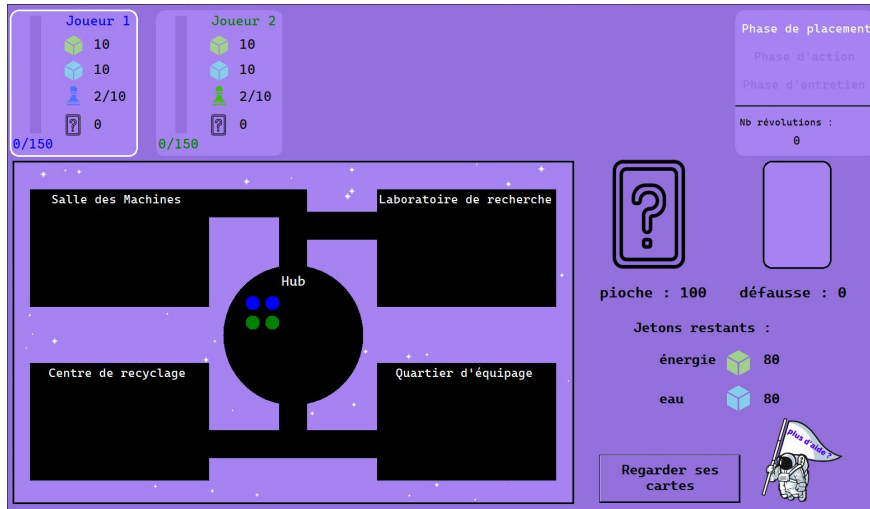 Joueur 1
10
10
2/10
? 0
0/150
Joueur 2
10
10
2/10
? 0
0/150
Phase de placement
Phase d'action
Phase d'entretien
Nb révolutions :
0
Salle des Machines
Laboratoire de recherche
Hub
Centre de recyclage
Quartier d'équipage
?
pioche : 100
défausse : 0
Jetons restants :
énergie 80
eau 80
Regarder ses
cartes
plus d'aide ?